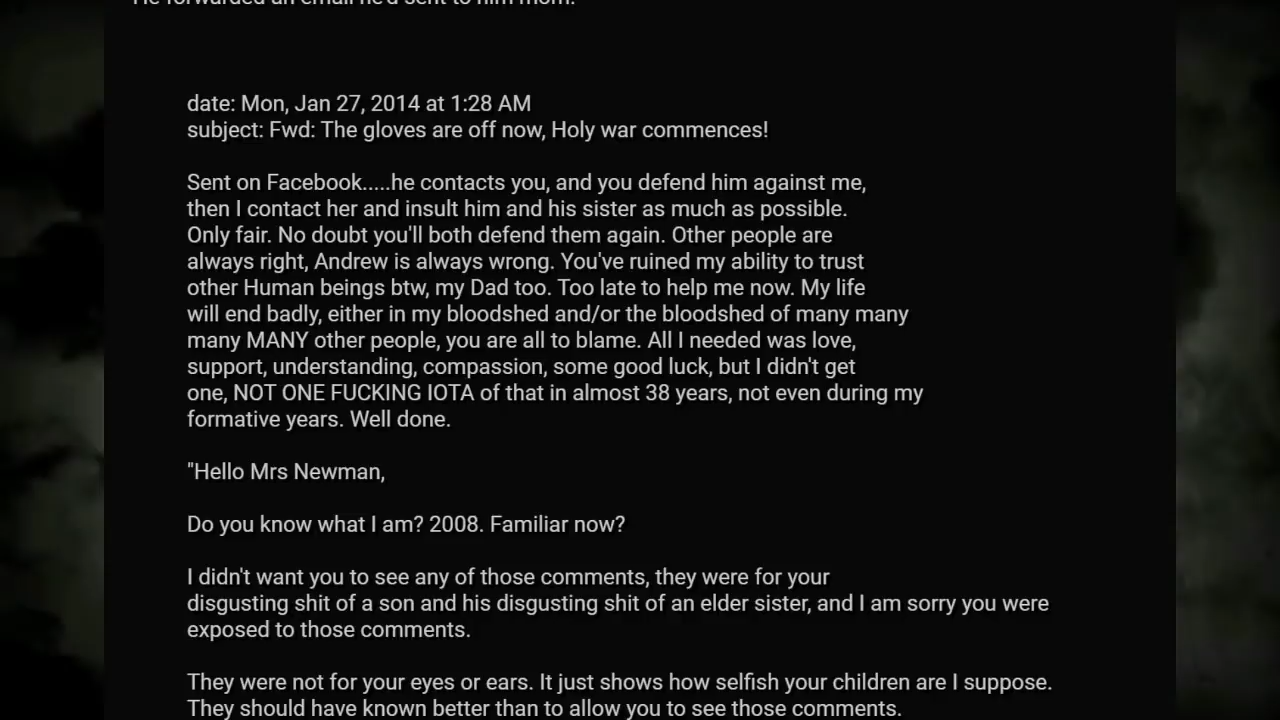 He forwarded an email he'd sent to him mom:
date: Mon, Jan 27, 2014 at 1:28 AM
subject: Fwd: The gloves are off now, Holy war commences!
Sent on Facebook.....he contacts you, and you defend him against me,
then I contact her and insult him and his sister as much as possible.
Only fair. No doubt you'll both defend them again. Other people are
always right, Andrew is always wrong. You've ruined my ability to trust
other Human beings btw, my Dad too. Too late to help me now. My life
will end badly, either in my bloodshed and/or the bloodshed of many many
many MANY other people, you are all to blame. All I needed was love,
support, understanding, compassion, some good luck, but I didn't get
one, NOT ONE FUCKING IOTA of that in almost 38 years, not even during my
formative years. Well done.
"Hello Mrs Newman,
Do you know what I am? 2008. Familiar now?
I didn't want you to see any of those comments, they were for your
disgusting shit of a son and his disgusting shit of an elder sister, and I am sorry you were
exposed to those comments.
They were not for your eyes or ears. It just shows how selfish your children are I suppose.
They should have known better than to allow you to see those comments.